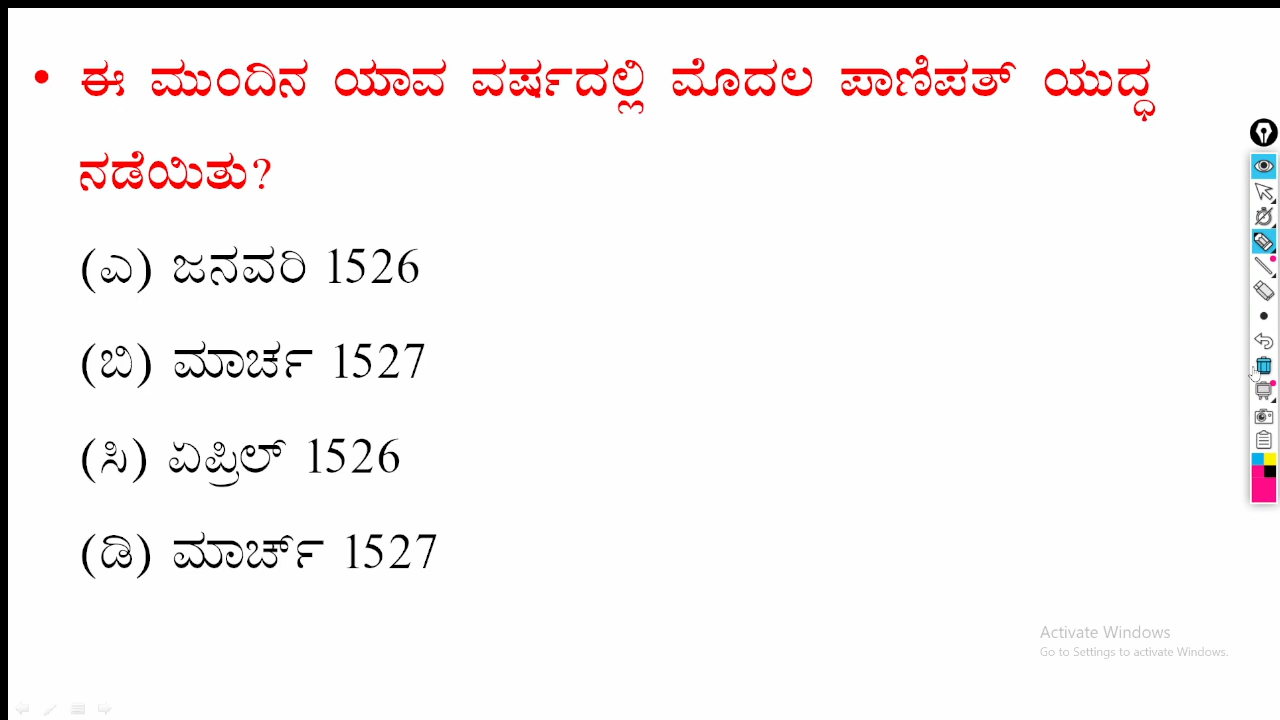 • ಈ ಮುಂದಿನ ಯಾವ ವರ್ಷದಲ್ಲಿ ಮೊದಲ ಪಾಣಿಪತ್ ಯುದ್ಧ
ನಡೆಯಿತು?
(ಎ) ಜನವರಿ 1526
(ಬಿ) ಮಾರ್ಚ 1527
(ಸಿ) ಏಪ್ರಿಲ್ 1526
(ಡಿ) ಮಾರ್ಚ್ 1527
Activate Windows
Go to Settings to activate Windows.